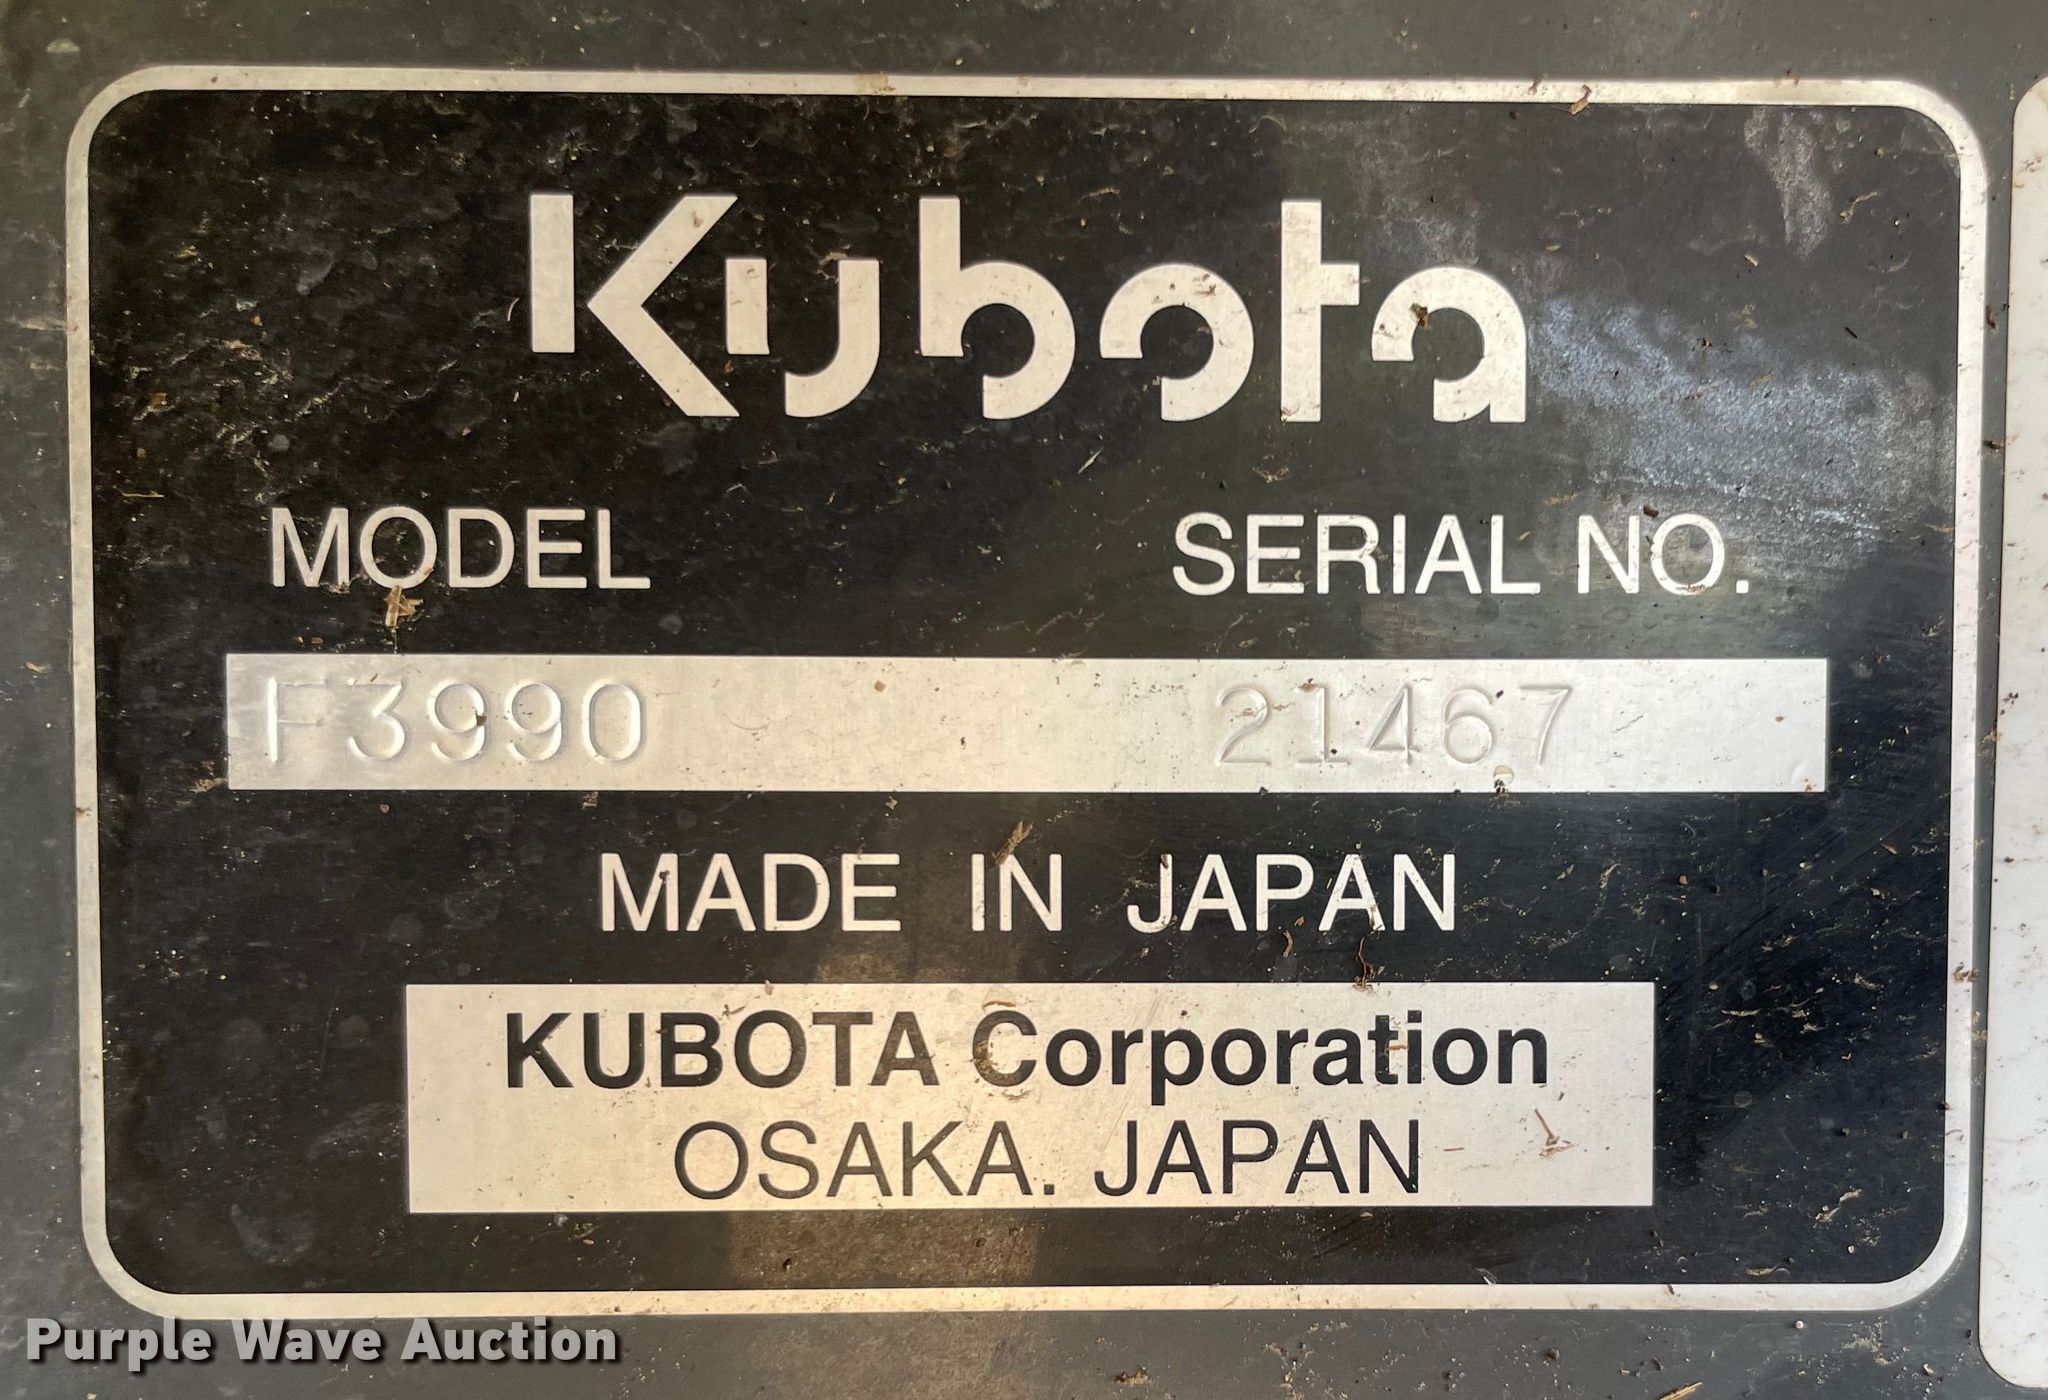 Kubota
MODEL SERIAL NO.
F3990 21467
MADE IN JAPAN
KUBOTA Corporation
OSAKA. JAPAN
Purple Wave Auction